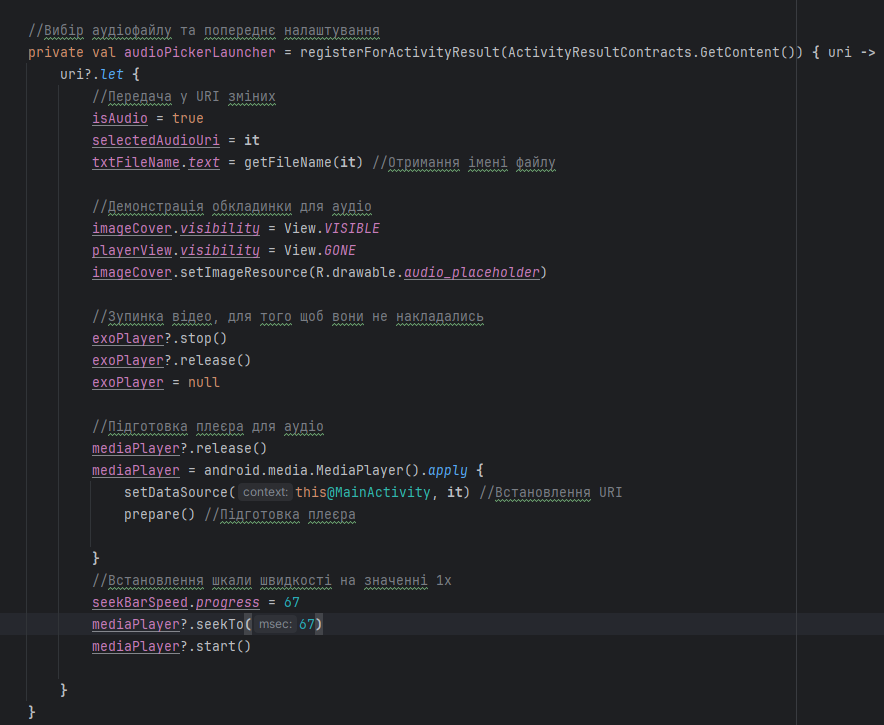 //Вибір аудіофайлу та попереднє налаштування
private val audioPickerLauncher = registerForActivityResult(ActivityResultContracts.GetContent()) { uri ->
uri?.let {
//Передача у URI зміних
isAudio = true
selectedAudioUri = it
txtFileName.text = getFileName(it) //Отримання імені файлу
//Демонстрація обкладинки для аудіо
imageCover.visibility = View.VISIBLE
playerView.visibility = View.GONE
imageCover.setImageResource(R.drawable.audio_placeholder)
//Зупинка відео, для того щоб вони не накладались
exoPlayer?.stop()
exoPlayer?.release()
exoPlayer = null
//Підготовка плеєра для аудіо
mediaPlayer?.release()
mediaPlayer = android.media.MediaPlayer().apply {
setDataSource( context: this@MainActivity, it) //Встановлення URI
prepare() //Підготовка плеєра
}
//Встановлення шкали швидкості на значенні 1x
seekBarSpeed.progress = 67
mediaPlayer?.seekTo( msec: 67)
mediaPlayer?.start()
}
}